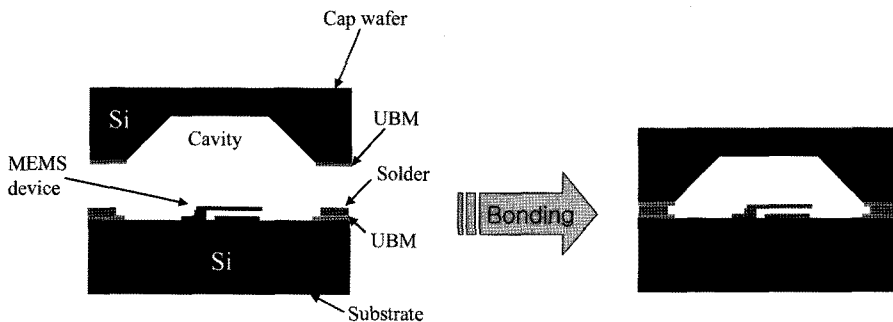 Cap wafer
Si
Cavity
UBM
MEMS
device
Solder
UBM
Si
Substrate
Bonding